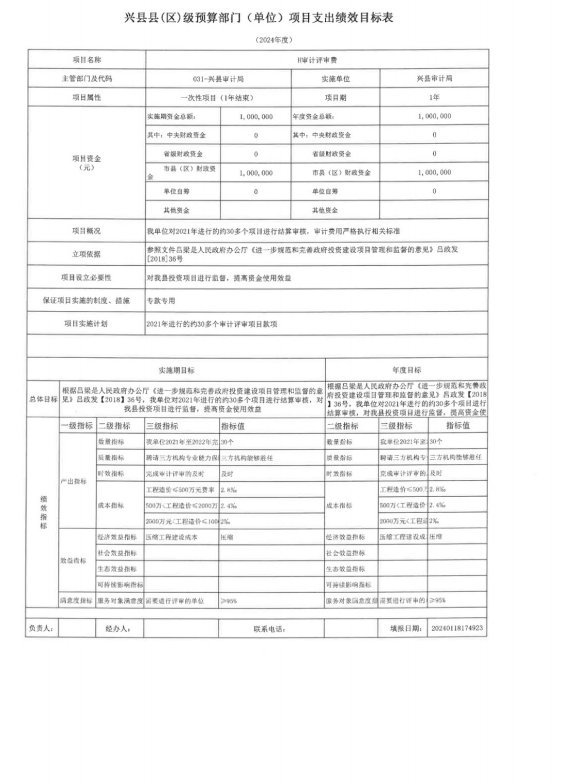 兴县县(区)级预算部门（单位）项目支出绩效目标表
（2024年度）
项目名称 H审计评审费
主管部门及代码 031-兴县审计局 实施单位 兴县审计局
项目属性 一次性项目（1年结束） 项目期 1年
项目资金（元） 实施期资金总额: 1,000,000 年度资金总额: 1,000,000
其中: 中央财政资金 0 其中: 中央财政资金 0
省级财政资金 0 省级财政资金 0
市县（区）财政资金 1,000,000 市县（区）财政资金 1,000,000
单位自筹 0 单位自筹 0
其他资金 其他资金
项目概况 我单位对2021年进行的约30多个项目进行结算审核，审计费用严格执行相关标准
立项依据 参照文件吕梁是人民政府办公厅《进一步规范和完善政府投资建设项目管理和监督的意见》吕政发
[2018]36号
项目设立必要性 对我县投资项目进行监督，提高资金使用效益
保证项目实施的制度、措施 专款专用
项目实施计划 2021年进行的约30多个审计评审项目款项
实施期目标 年度目标
总体目标 根据吕梁是人民政府办公厅《进一步规范和完善政府投资建设项目管理和监督的意
见》吕政发【2018】36号，我单位对2021年进行的约30多个项目进行结算审核，对
我县投资项目进行监督，提高资金使用效益
根据吕梁是人民政府办公厅《进一步规范和完善政
府投资建设项目管理和监督的意见》吕政发【2018
】36号，我单位对2021年进行的约30多个项目进行
结算审核，对我县投资项目进行监督，提高资金使
绩效指标 一级指标 二级指标 三级指标 指标值 二级指标 三级指标 指标值
产出指标 数量指标 我单位2021年至2022年完 30个 数量指标 我单位2021年至 30个
质量指标 聘请三方机构专业能力保 三方机构能够胜任 质量指标 聘请三方机构专 三方机构能够胜任
时效指标 完成审计评审的及时 及时 时效指标 完成审计评审的 及时
成本指标 工程造价≤500万元费率 2.8‰ 成本指标 工程造价≤500万 2.8‰
500万<工程造价≤2000万 2.4‰ 500万<工程造价 2.4‰
2000万元<工程造价≤100 2‰ 2000万元<工程造 2‰
效益指标 经济效益指标 压缩工程建设成本 压缩 经济效益指标 压缩工程建设成 压缩
社会效益指标 社会效益指标
生态效益指标 生态效益指标
可持续影响指标 可持续影响指标
满意度指标 服务对象满意度 需要进行评审的单位 ≥95% 服务对象满意度指 需要进行评审的 ≥95%
负责人: 经办人: 联系电话: 填报日期: 20240118174923